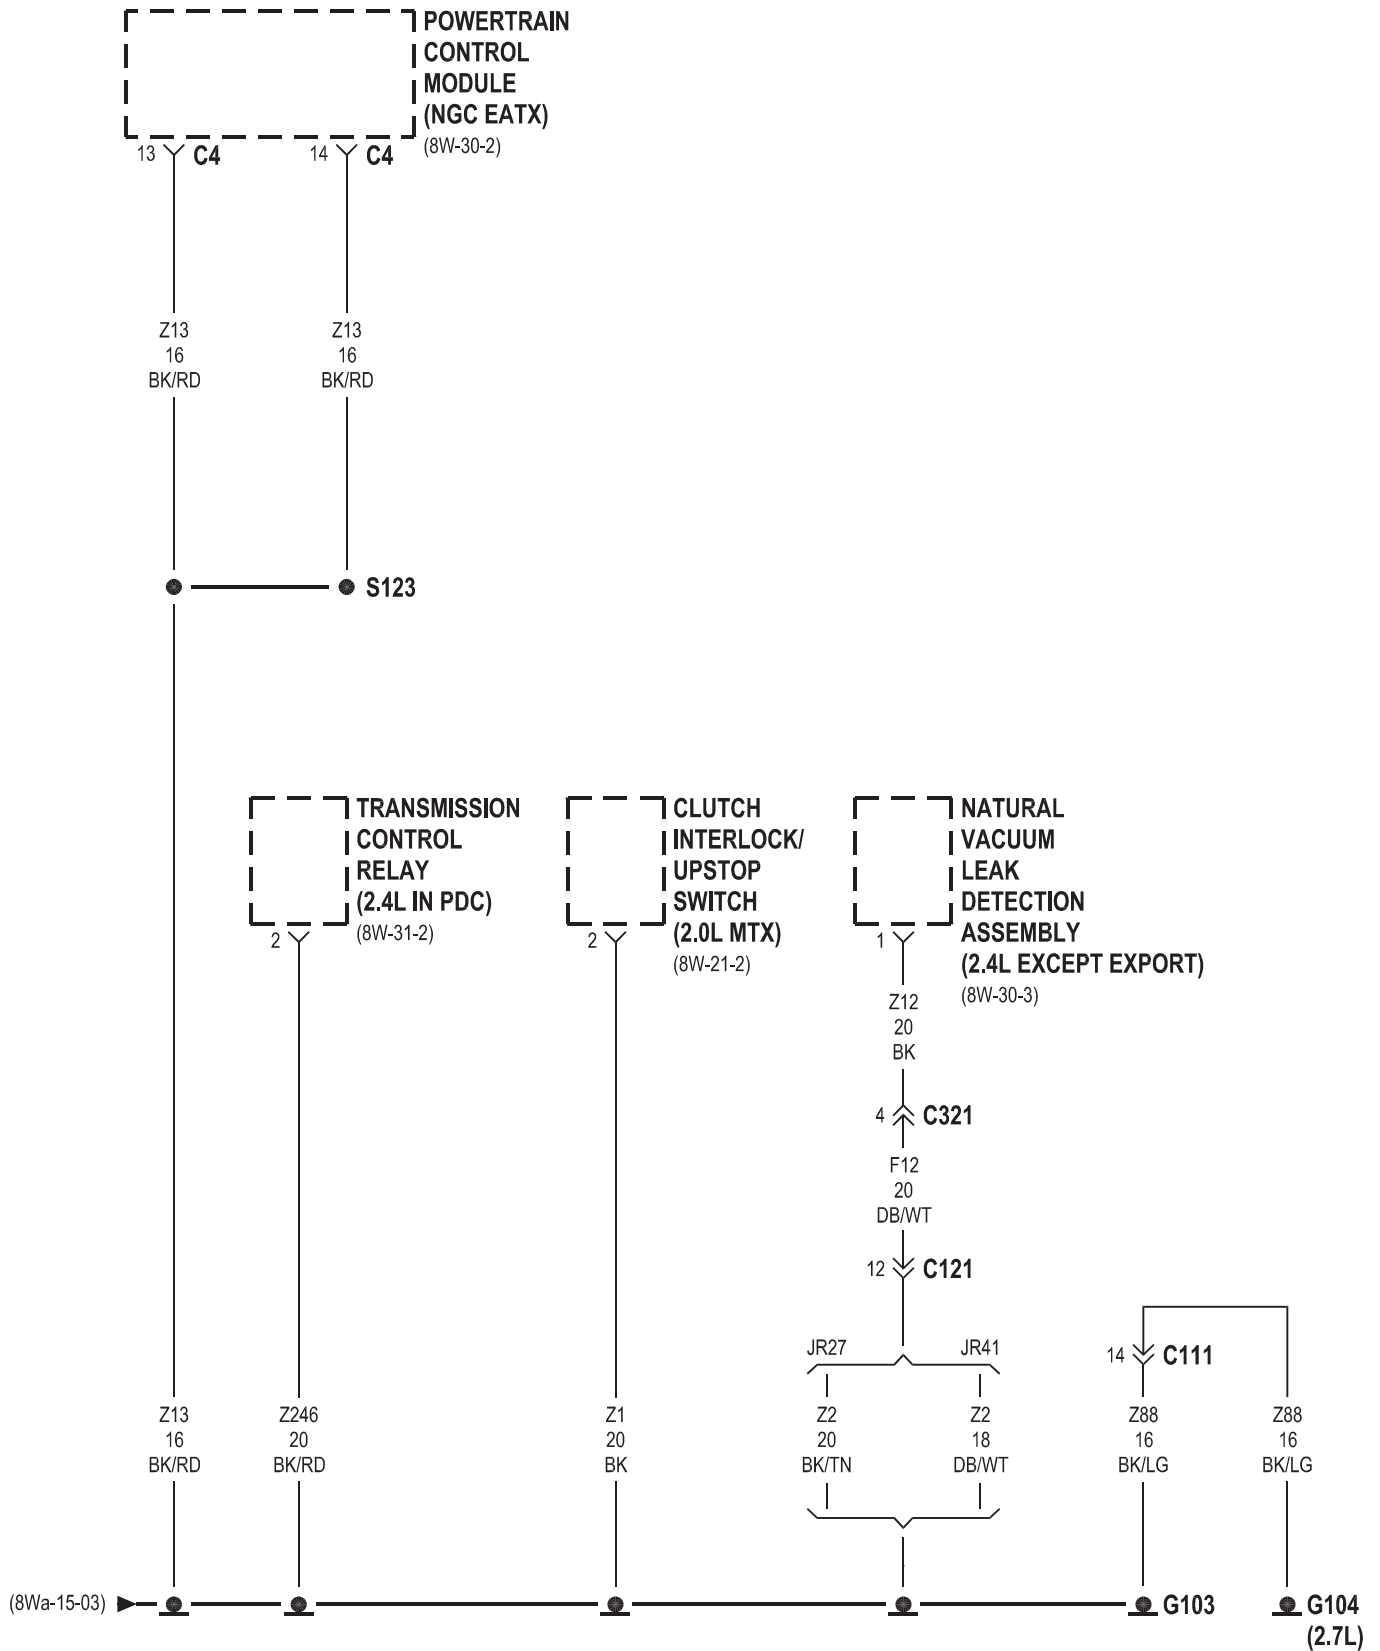 POWERTRAIN
CONTROL
MODULE
(NGC EATX)
(8W-30-2)
13 C4
14 C4
Z13
16
BK/RD
Z13
16
BK/RD
S123
TRANSMISSION
CONTROL
RELAY
(2.4L IN PDC)
(8W-31-2)
2
CLUTCH
INTERLOCK/
UPSTOP
SWITCH
(2.0L MTX)
(8W-21-2)
2
NATURAL
VACUUM
LEAK
DETECTION
ASSEMBLY
(2.4L EXCEPT EXPORT)
(8W-30-3)
1
Z12
20
BK
4 C321
F12
20
DB/WT
12 C121
JR27
JR41
14 C111
Z13
16
BK/RD
Z246
20
BK/RD
Z1
20
BK
Z2
20
BK/TN
Z2
18
DB/WT
Z88
16
BK/LG
Z88
16
BK/LG
(8Wa-15-03)
G103
G104
(2.7L)